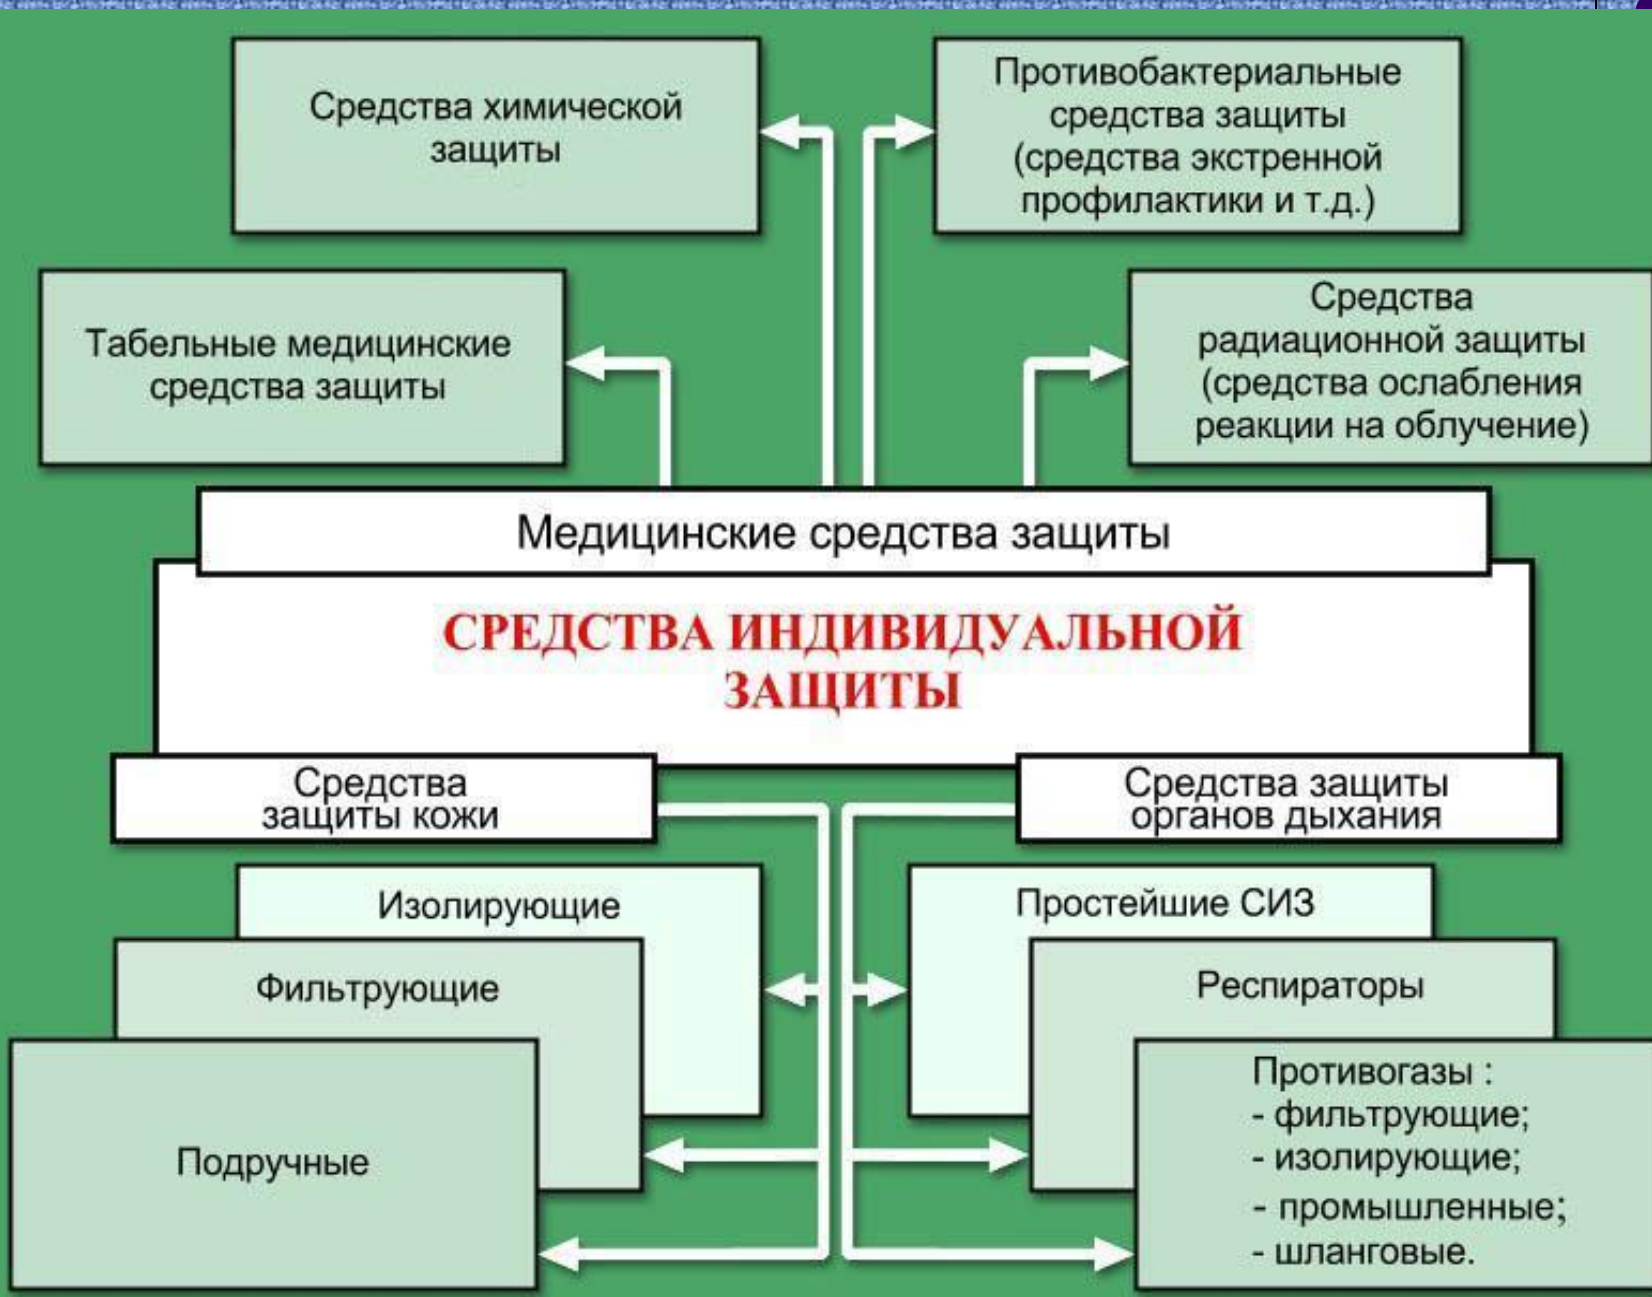 Средства химической
защиты
Противобактериальные
средства защиты
(средства экстренной
профилактики и т.д.)
Табельные медицинские
средства защиты
Средства
радиационной защиты
(средства ослабления
реакции на облучение)
Медицинские средства защиты
СРЕДСТВА ИНДИВИДУАЛЬНОЙ
ЗАЩИТЫ
Средства
защиты кожи
Средства защиты
органов дыхания
Изолирующие
Фильтрующие
Подручные
Простейшие СИЗ
Респираторы
Противогазы :
- фильтрующие;
- изолирующие;
- промышленные;
- шланговые.